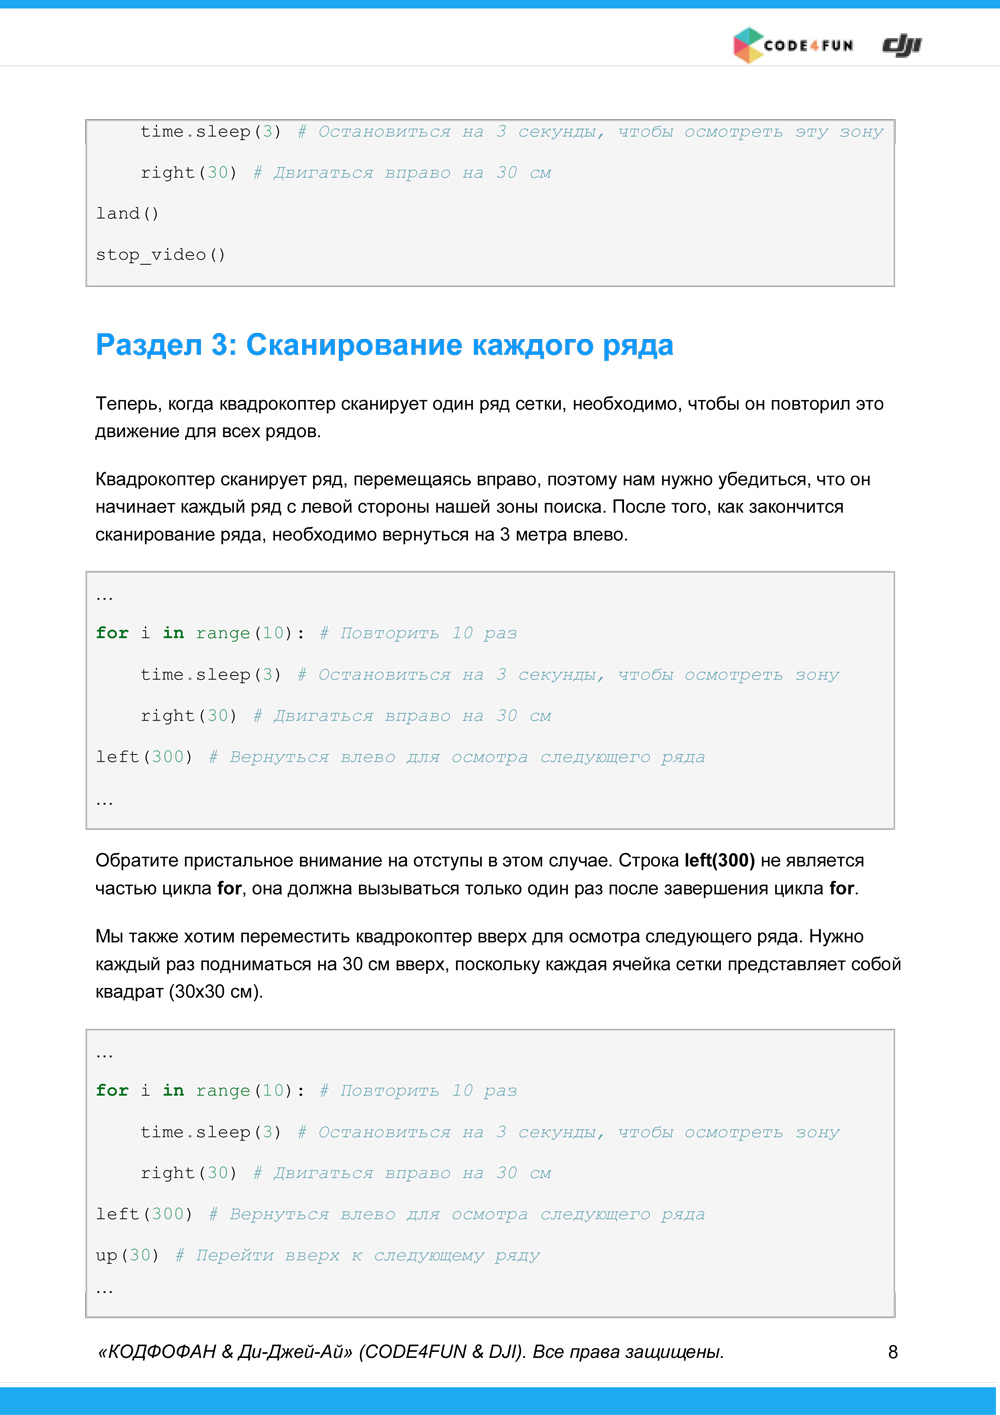 CODE4FUN dji
    time.sleep(3) # Остановиться на 3 секунды, чтобы осмотреть эту зону
    right(30) # Двигаться вправо на 30 см
land()
stop_video()
Раздел 3: Сканирование каждого ряда
Теперь, когда квадрокоптер сканирует один ряд сетки, необходимо, чтобы он повторил это
движение для всех рядов.
Квадрокоптер сканирует ряд, перемещаясь вправо, поэтому нам нужно убедиться, что он
начинает каждый ряд с левой стороны нашей зоны поиска. После того, как закончится
сканирование ряда, необходимо вернуться на 3 метра влево.
...
for i in range(10): # Повторить 10 раз
    time.sleep(3) # Остановиться на 3 секунды, чтобы осмотреть зону
    right(30) # Двигаться вправо на 30 см
left(300) # Вернуться влево для осмотра следующего ряда
...
Обратите пристальное внимание на отступы в этом случае. Строка left(300) не является
частью цикла for, она должна вызываться только один раз после завершения цикла for.
Мы также хотим переместить квадрокоптер вверх для осмотра следующего ряда. Нужно
каждый раз подниматься на 30 см вверх, поскольку каждая ячейка сетки представляет собой
квадрат (30x30 см).
...
for i in range(10): # Повторить 10 раз
    time.sleep(3) # Остановиться на 3 секунды, чтобы осмотреть зону
    right(30) # Двигаться вправо на 30 см
left(300) # Вернуться влево для осмотра следующего ряда
up(30) # Перейти вверх к следующему ряду
...
«КОДФОФАН & Ди-Джей-Ай» (CODE4FUN & DJI). Все права защищены. 8